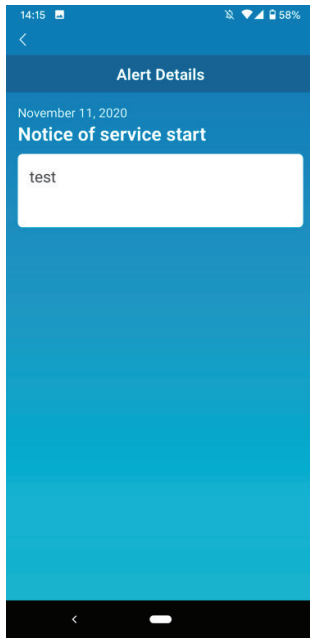 14:15 58%
Alert Details
November 11, 2020
Notice of service start
test